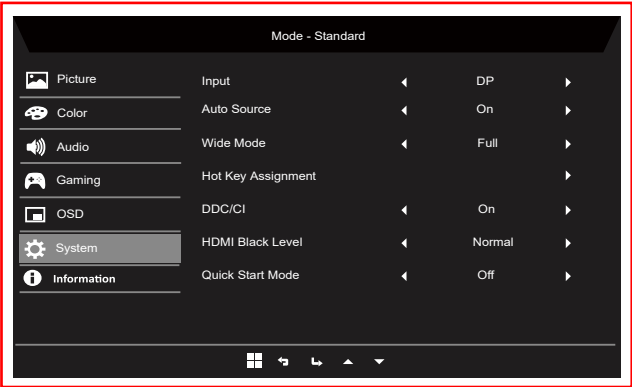 Mode - Standard
Picture
Color
Audio
Gaming
OSD
System
Information
Input DP
Auto Source On
Wide Mode Full
Hot Key Assignment
DDC/CI On
HDMI Black Level Normal
Quick Start Mode Off